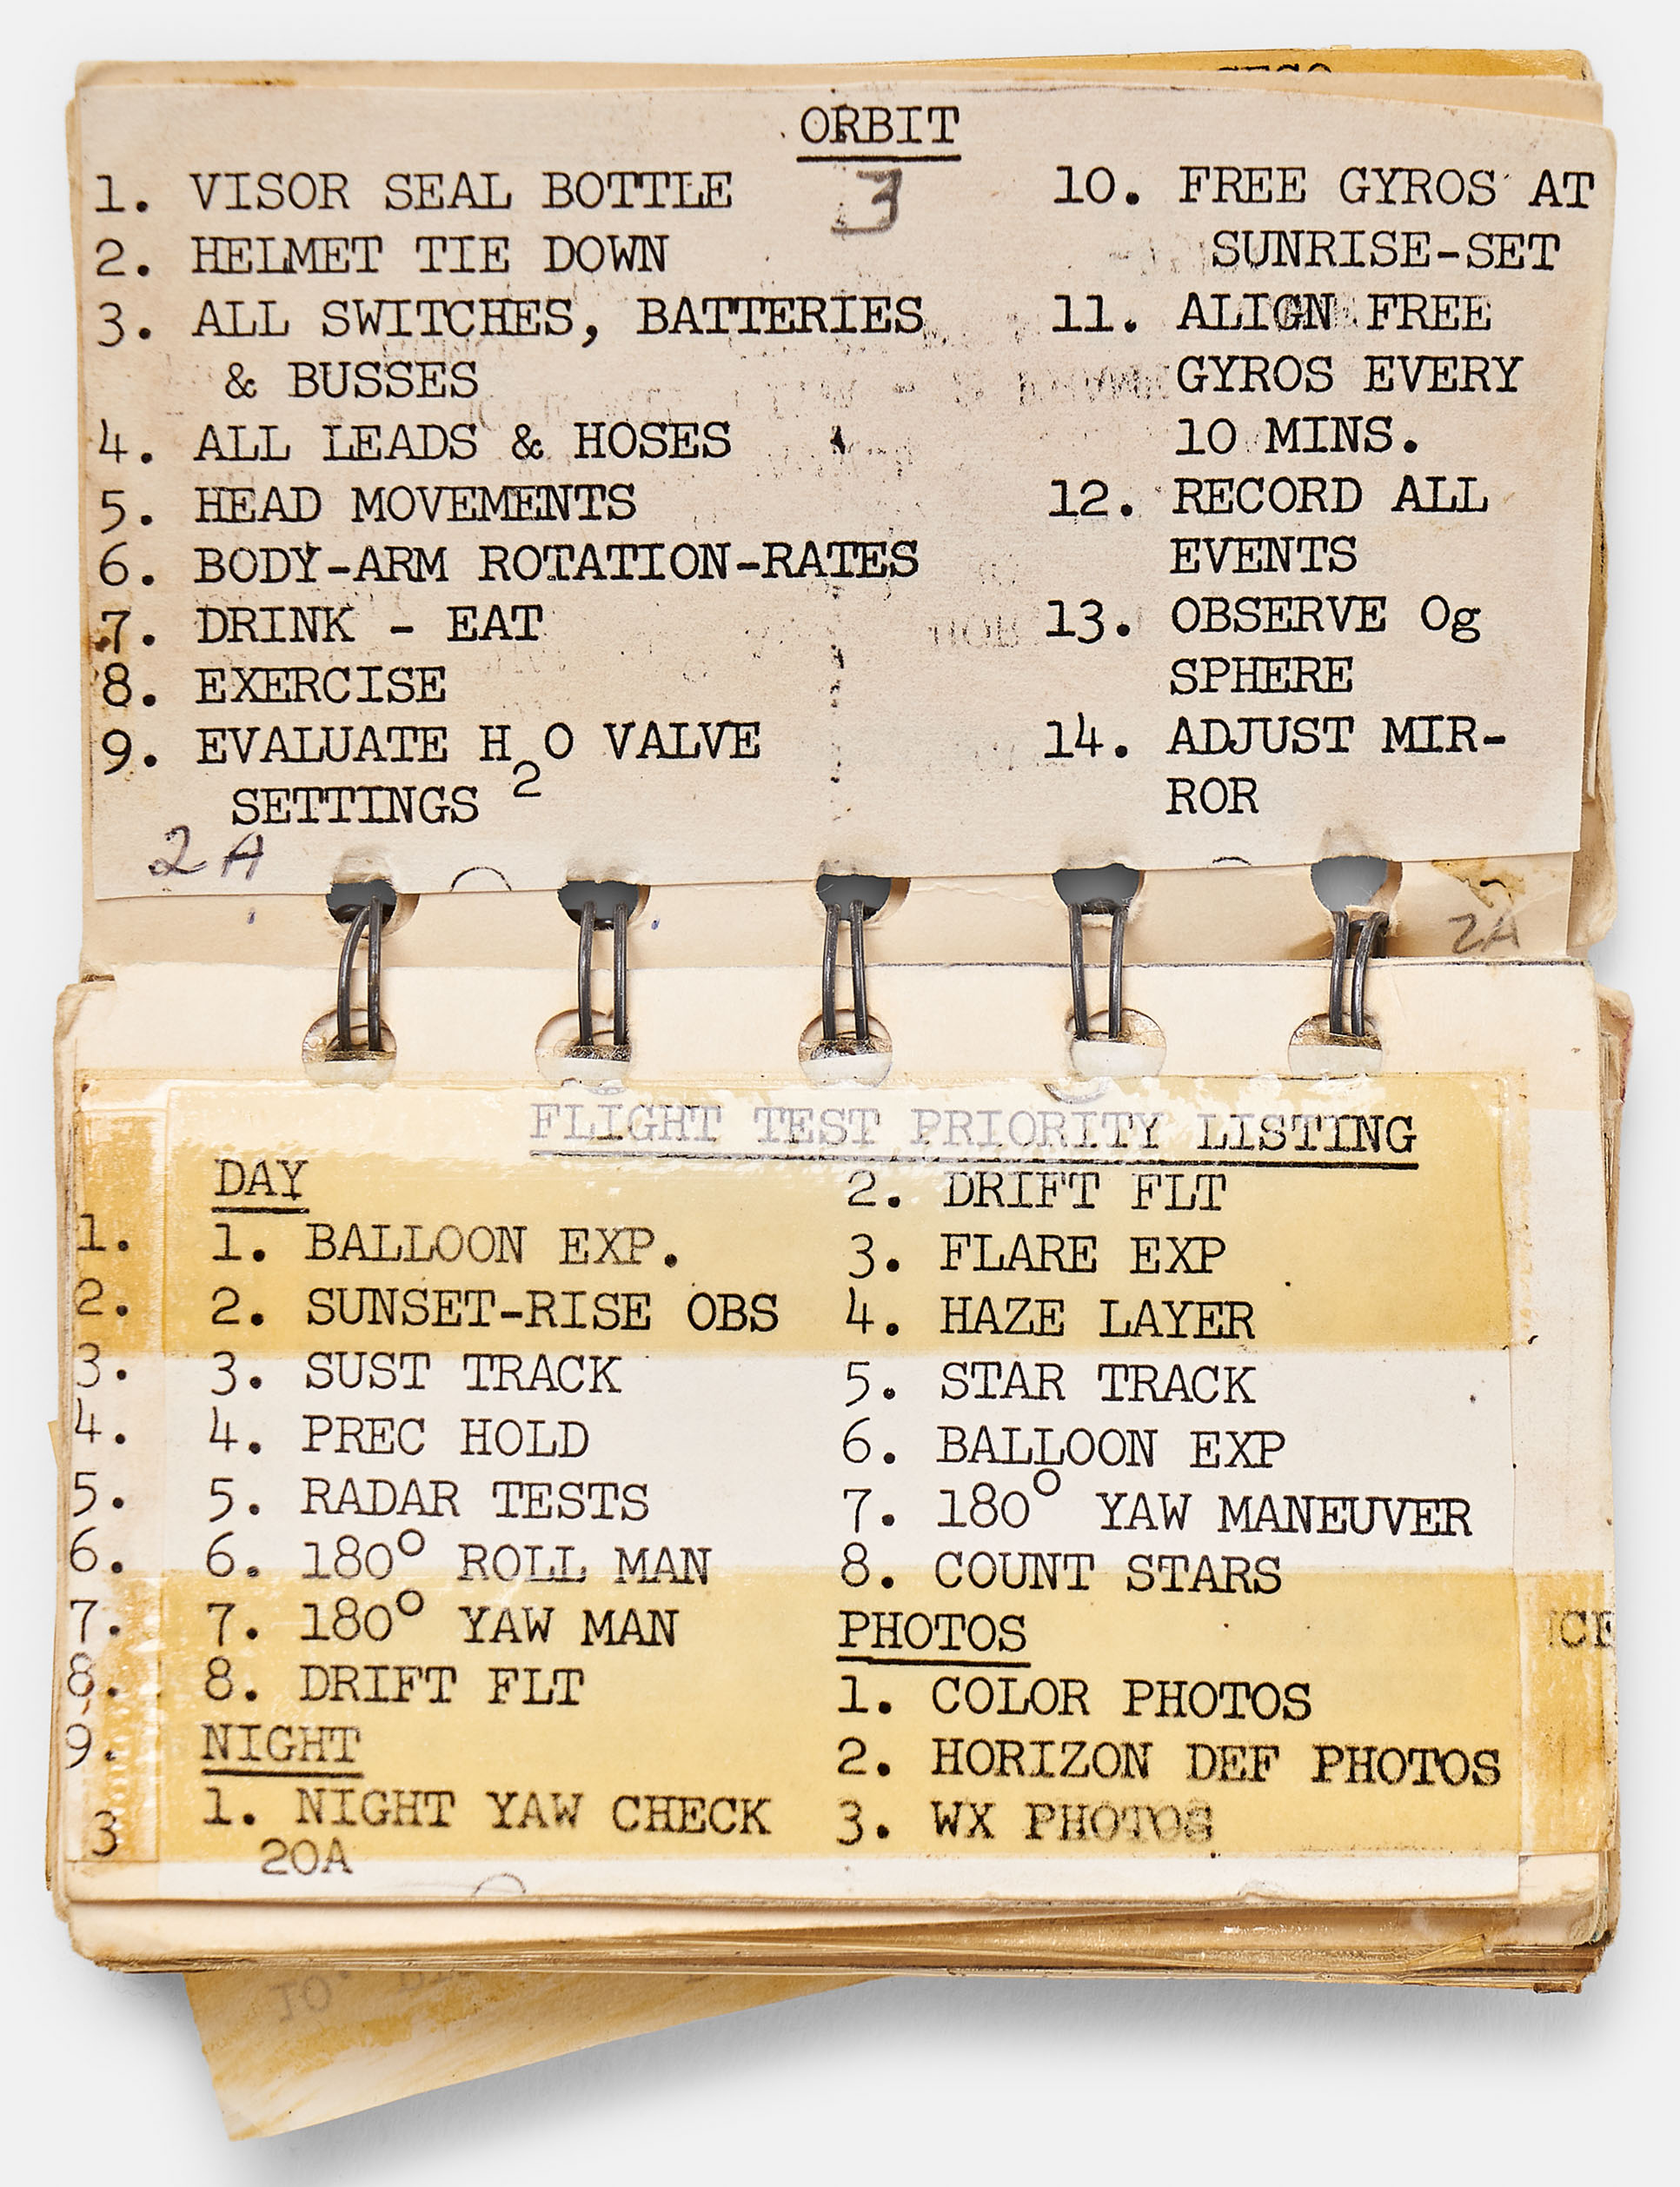 ORBIT
3
1. VISOR SEAL BOTTLE
2. HELMET TIE DOWN
3. ALL SWITCHES, BATTERIES
& BUSSES
4. ALL LEADS & HOSES
5. HEAD MOVEMENTS
6. BODY-ARM ROTATION-RATES
7. DRINK - EAT
8. EXERCISE
9. EVALUATE H2O VALVE
SETTINGS
10. FREE GYROS AT
SUNRISE-SET
11. ALIGN FREE
GYROS EVERY
10 MINS.
12. RECORD ALL
EVENTS
13. OBSERVE 0g
SPHERE
14. ADJUST MIR-
ROR
2A
2A
FLIGHT TEST PRIORITY LISTING
1.
2.
3.
4.
5.
6.
7.
8.
9.
3
DAY
1. BALLOON EXP.
2. SUNSET-RISE OBS
3. SUST TRACK
4. PREC HOLD
5. RADAR TESTS
6. 180° ROLL MAN
7. 180° YAW MAN
8. DRIFT FLT
NIGHT
1. NIGHT YAW CHECK
20A
2. DRIFT FLT
3. FLARE EXP
4. HAZE LAYER
5. STAR TRACK
6. BALLOON EXP
7. 180° YAW MANEUVER
8. COUNT STARS
PHOTOS
1. COLOR PHOTOS
2. HORIZON DEF PHOTOS
3. WX PHOTOS